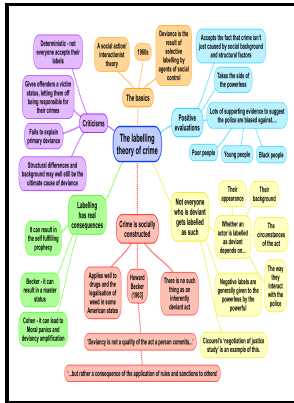 Deterministic - not
everyone accepts their
labels
A social action/
interactionist
theory
1960s
Deviance is the
result of
selective
labelling by
agents of social
control
Accepts the fact that crime isn't
just caused by social background
and structural factors
Gives offenders a victim
status, letting them off
being responsible for
their crimes
The basics
Takes the side of
the powerless
Criticisms
Positive
evaluations
Lots of supporting evidence to suggest
the police are biased against....
Fails to explain
primary deviance
The labelling
theory of crime
Poor people
Young people
Black people
Structural differences and
background may well still be the
ultimate cause of deviance
Labelling
has real
consequences
Crime is socially
constructed
Not everyone
who is deviant
gets labelled
as such
Their
appearance
Their
background
It can result in
the self fulfilling
prophecy
Whether an
actor is labelled
as deviant
depends on...
The
circumstances
of the act
Becker - it can
result in a master
status
Applies well to
drugs and the
legalisation of
weed in some
American states
Howard
Becker
(1963)
There is no such
thing as an
inherently
deviant act
Negative labels are
generally given to the
powerless by the
powerful
The way
they
interact
with the
police
Cohen - it can lead to
Moral panics and
deviancy amplification
'Deviancy is not a quality of the act a person commits...'
Cicourel's 'negotiation of justice
study' is an example of this.
'...but rather a consequence of the application of rules and sanctions to others'